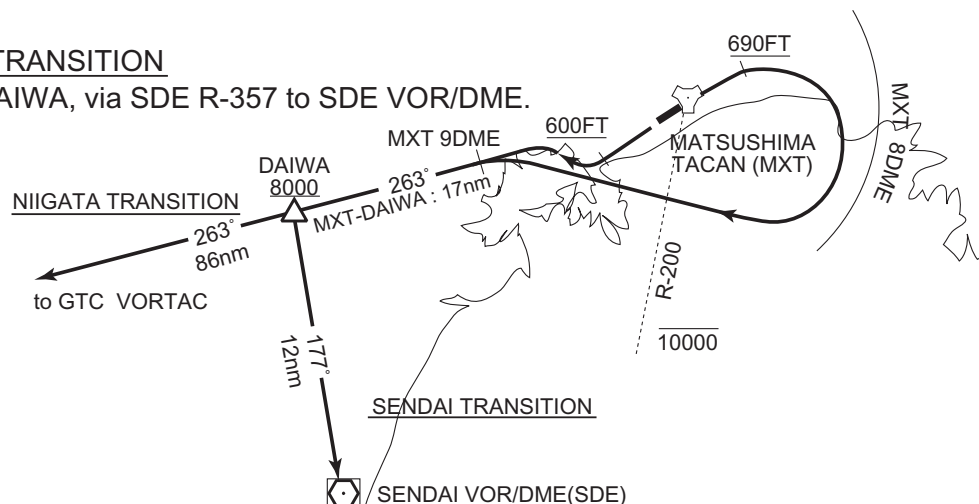 TRANSITION
AIWA, via SDE R-357 to SDE VOR/DME.
690FT
600FT
MXT 9DME
MATSUSHIMA
TACAN (MXT)
MXT 8DME
DAIWA
8000
263°
MXT-DAIWA : 17nm
NIIGATA TRANSITION
263°
86nm
to GTC VORTAC
R-200
10000
177°
12nm
SENDAI TRANSITION
SENDAI VOR/DME(SDE)